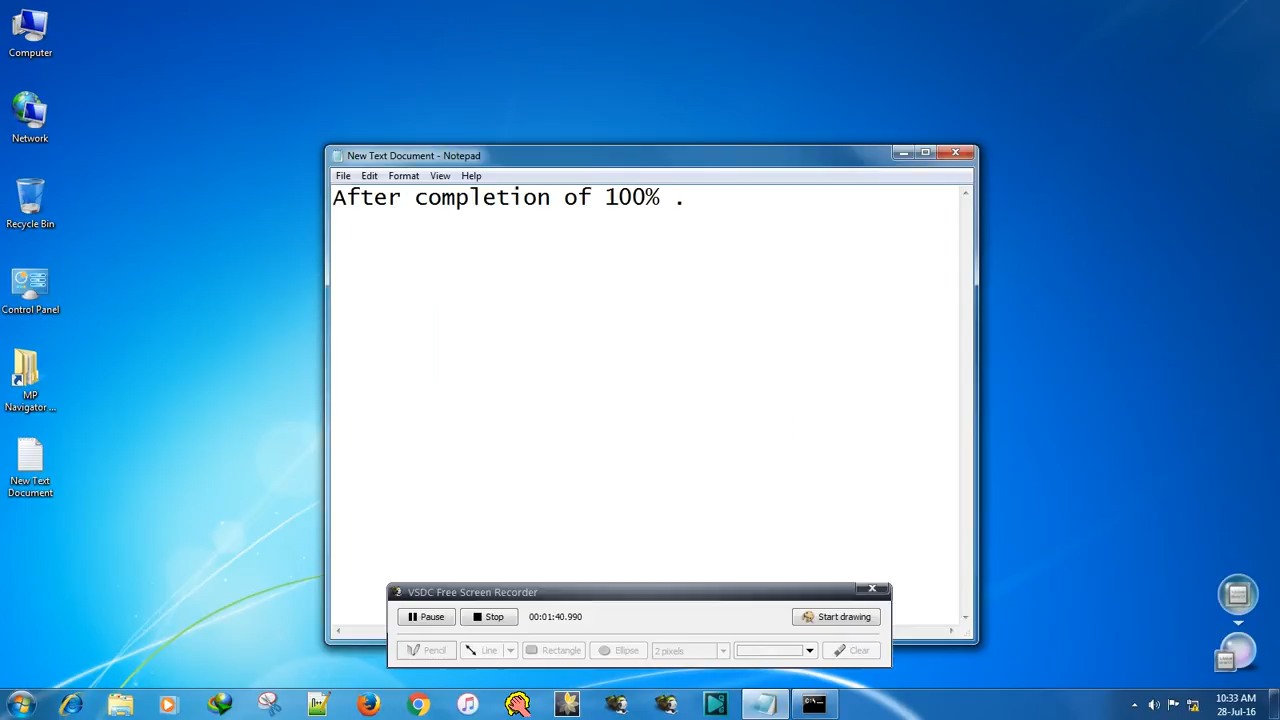 Computer
Network
Recycle Bin
Control Panel
MP
Navigator ...
New Text
Document
New Text Document - Notepad
File Edit Format View Help
After completion of 100% .
VSDC Free Screen Recorder
Pause Stop 00:01:40.990 Start drawing
Pencil Line Rectangle Ellipse 2 pixels Clear
10:33 AM
28-Jul-16